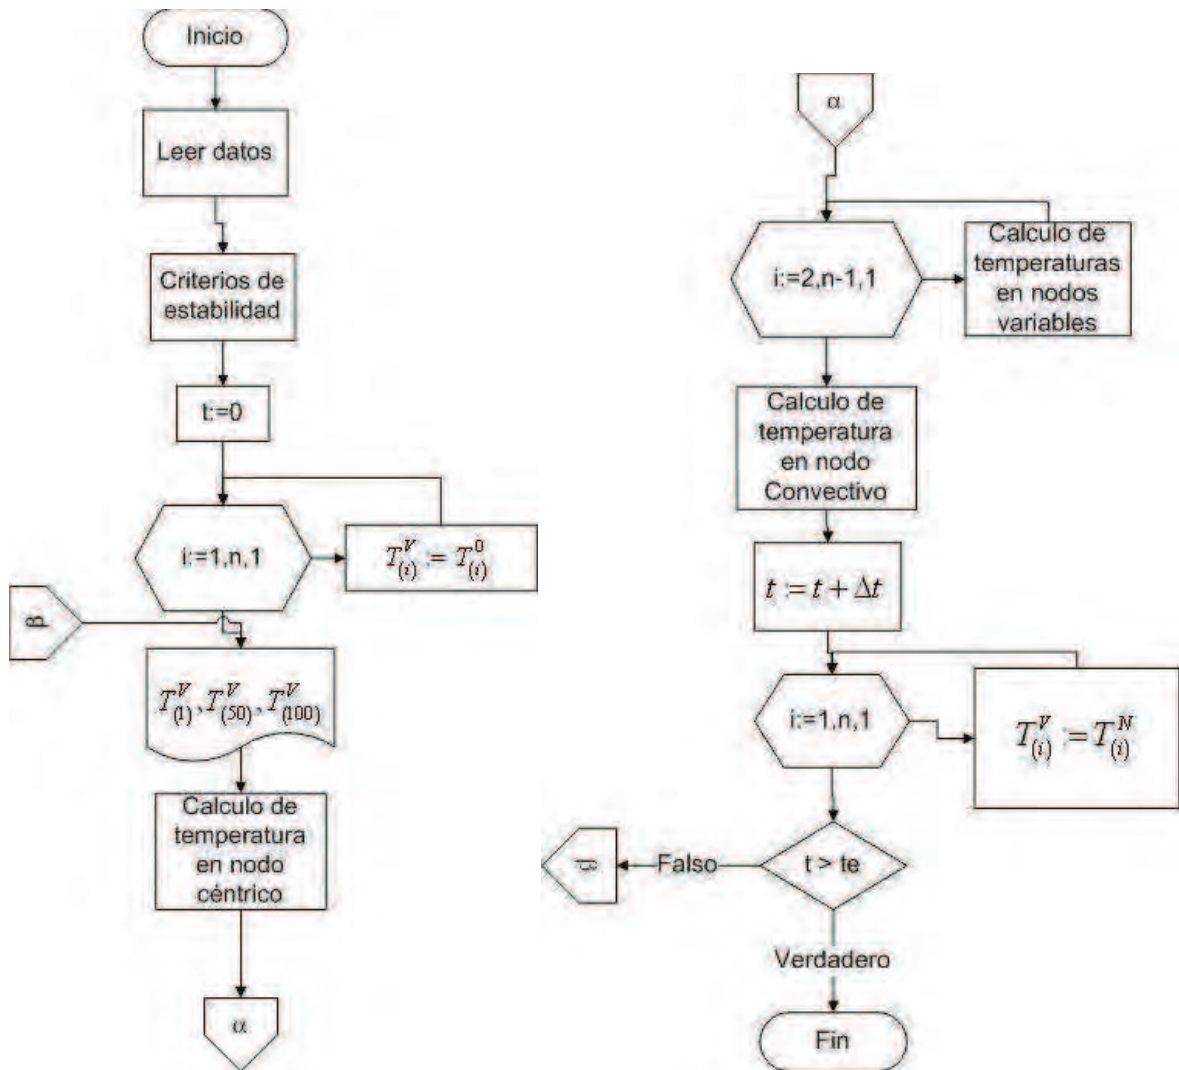 Inicio
Leer datos
Criterios de
estabilidad
t:=0
i:=1,n,1
T^V_(i) := T^0_(i)
β
T^V_(1), T^V_(50), T^V_(100)
Calculo de
temperatura
en nodo
céntrico
α
α
i:=2,n-1,1
Calculo de
temperaturas
en nodos
variables
Calculo de
temperatura
en nodo
Convectivo
t := t + Δt
i:=1,n,1
T^V_(i) := T^N_(i)
t > te
Falso
β
Verdadero
Fin